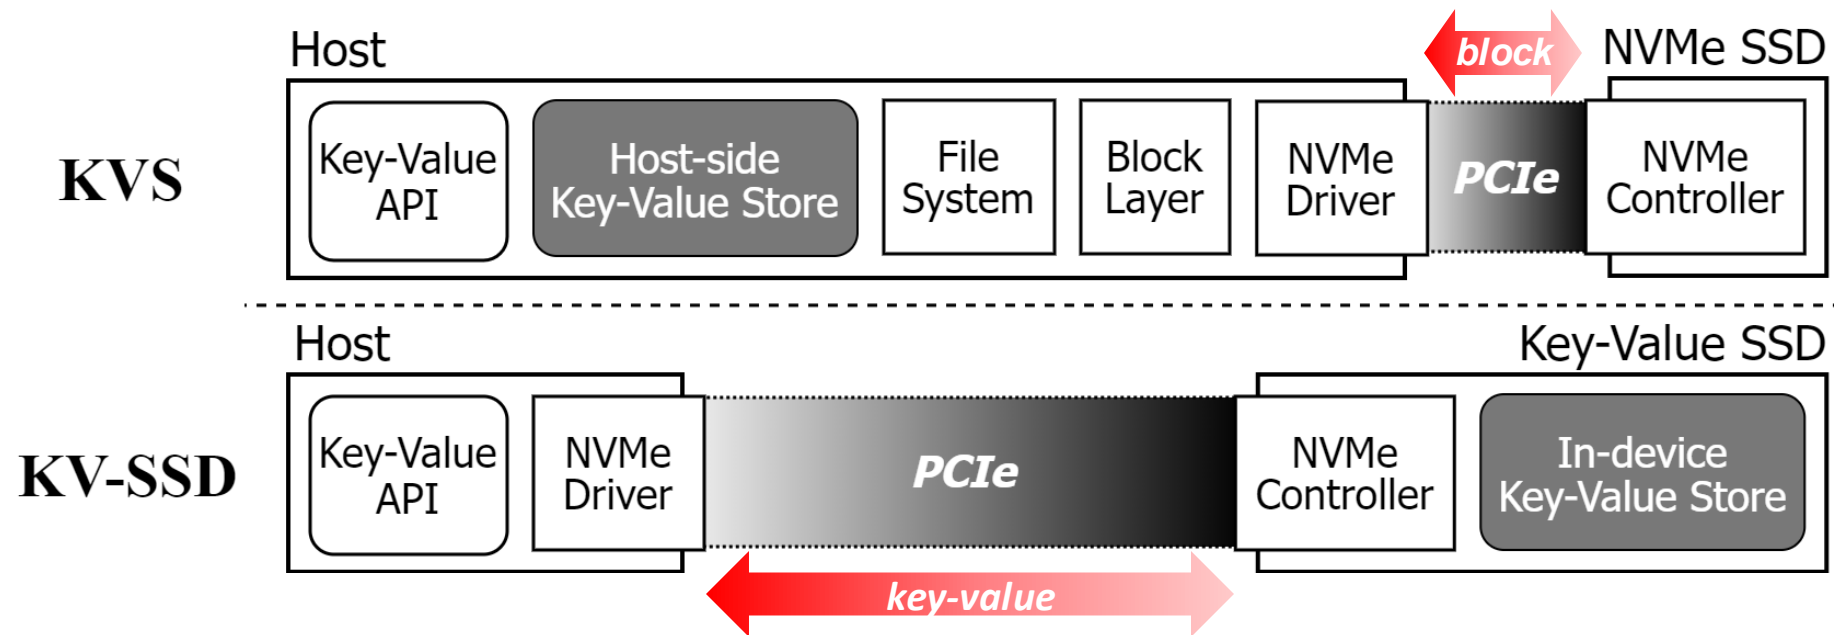 Host
block
NVMe SSD
KVS
Key-Value
API
Host-side
Key-Value Store
File
System
Block
Layer
NVMe
Driver
PCIe
NVMe
Controller
Host
Key-Value SSD
KV-SSD
Key-Value
API
NVMe
Driver
PCIe
NVMe
Controller
In-device
Key-Value Store
key-value